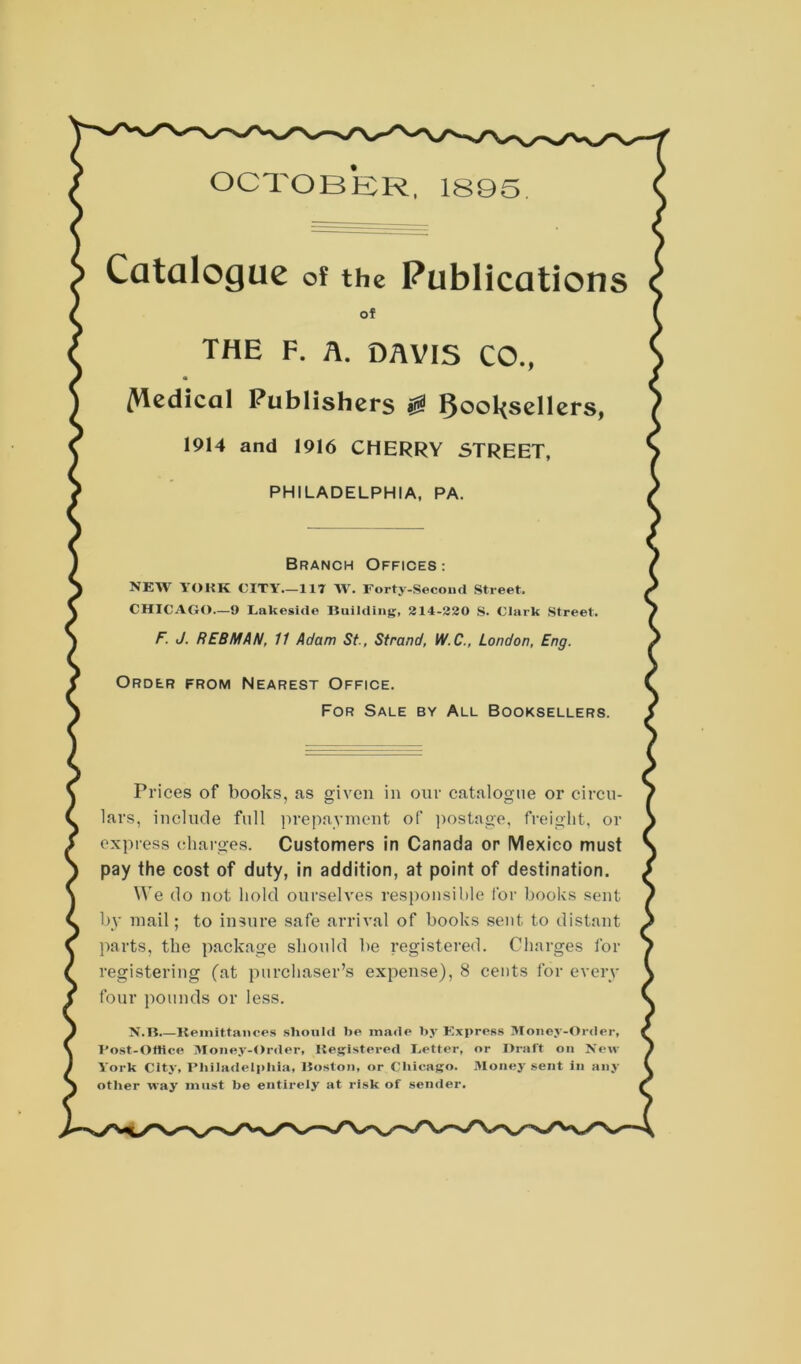 OCTOBER, 1895.
Catalogue of the Publications
of
THE F. A. DAVIS CO.,
Medical Publishers & Booksellers,
1914 and 1916 CHERRY STREET,
PHILADELPHIA, PA.
BRANCH OFFICES:
NEW YORK CITY.—117 W. Forty-Second Street.
CHICAGO.—9 Lakeside Building, 214-220 S. Clark Street.
F. J. REBMAN, 11 Adam St., Strand, W.C., London, Eng.
ORDER FROM NEAREST OFFICE.
FOR SALE BY ALL BOOKSELLERS.
Prices of books, as given in our catalogue or circu-
lars, include full prepayment of postage, freight, or
express charges. Customers in Canada or Mexico must
pay the cost of duty, in addition, at point of destination.
We do not hold ourselves responsible for books sent
by mail; to insure safe arrival of books sent to distant
parts, the package should be registered. Charges for
registering (at purchaser's expense), 8 cents for every
four pounds or less.
N.B.—Remittances should be made by Express Money-Order,
Post-Office Money-Order, Registered Letter, or Draft on New
York City, Philadelphia, Boston, or Chicago. Money sent in any
other way must be entirely at risk of sender.